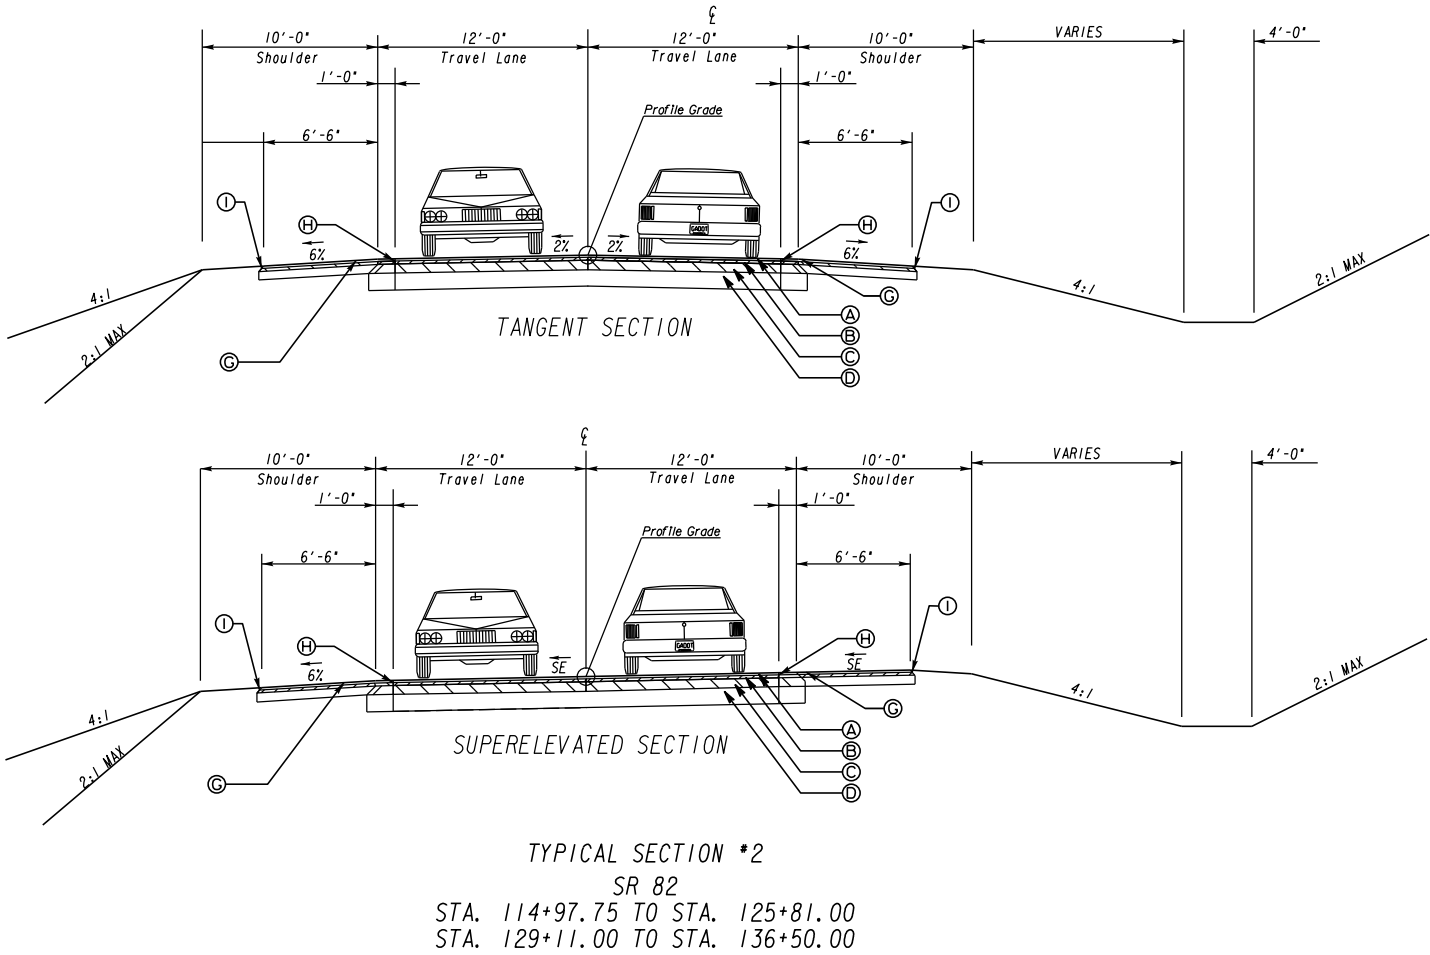 ℄
10'-0" 12'-0" 12'-0" 10'-0" VARIES 4'-0"
Shoulder Travel Lane Travel Lane Shoulder
1'-0" 1'-0"
Profile Grade
6'-6" 6'-6"
I I
H H
2% 2%
6% 6%
GADOT
4:1 4:1 2:1 MAX
G
A
TANGENT SECTION
B
2:1 MAX
C
G
D
℄
10'-0" 12'-0" 12'-0" 10'-0" VARIES 4'-0"
Shoulder Travel Lane Travel Lane Shoulder
1'-0" 1'-0"
Profile Grade
6'-6" 6'-6"
I
I
H H
GADOT
SE SE
6%
4:1 4:1 2:1 MAX
G
A
SUPERELEVATED SECTION
B
2:1 MAX
C
G
D
TYPICAL SECTION #2
SR 82
STA. 114+97.75 TO STA. 125+81.00
STA. 129+11.00 TO STA. 136+50.00